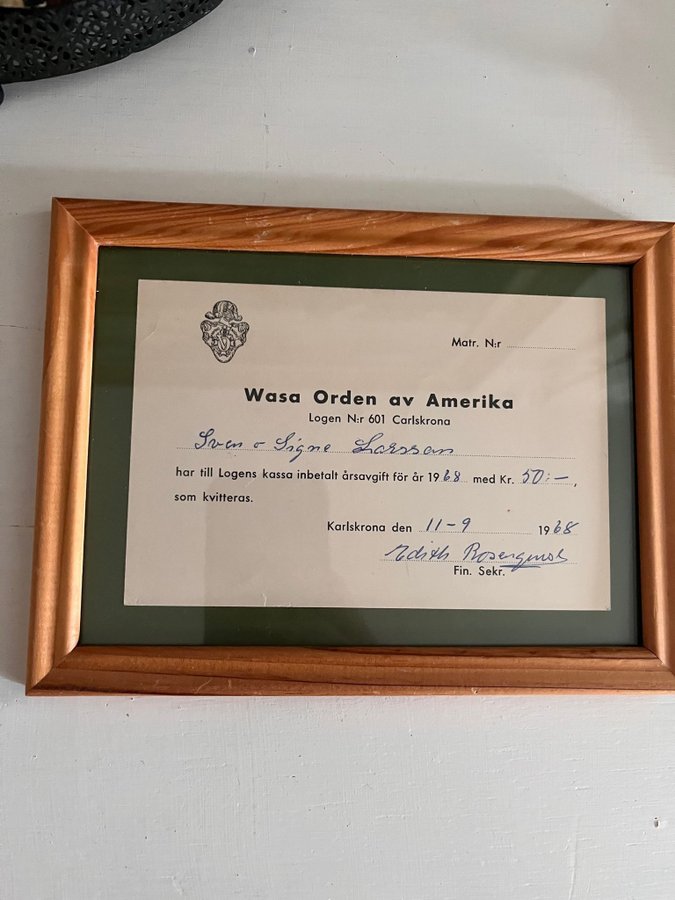 Matr. N:r
Wasa Orden av Amerika
Logen N:r 601 Carlskrona
Sven o Signe Larsson
har till Logens kassa inbetalt årsavgift för år 1968 med Kr. 50:-,
som kvitteras.
Karlskrona den 11-9 1968
Edith Rosenquist
Fin. Sekr.